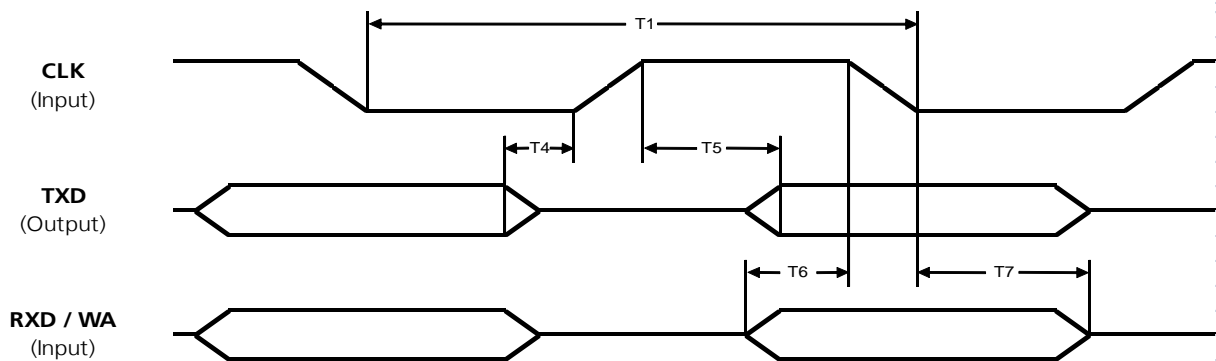 T1
CLK
(Input)
T4
T5
TXD
(Output)
T6
T7
RXD / WA
(Input)